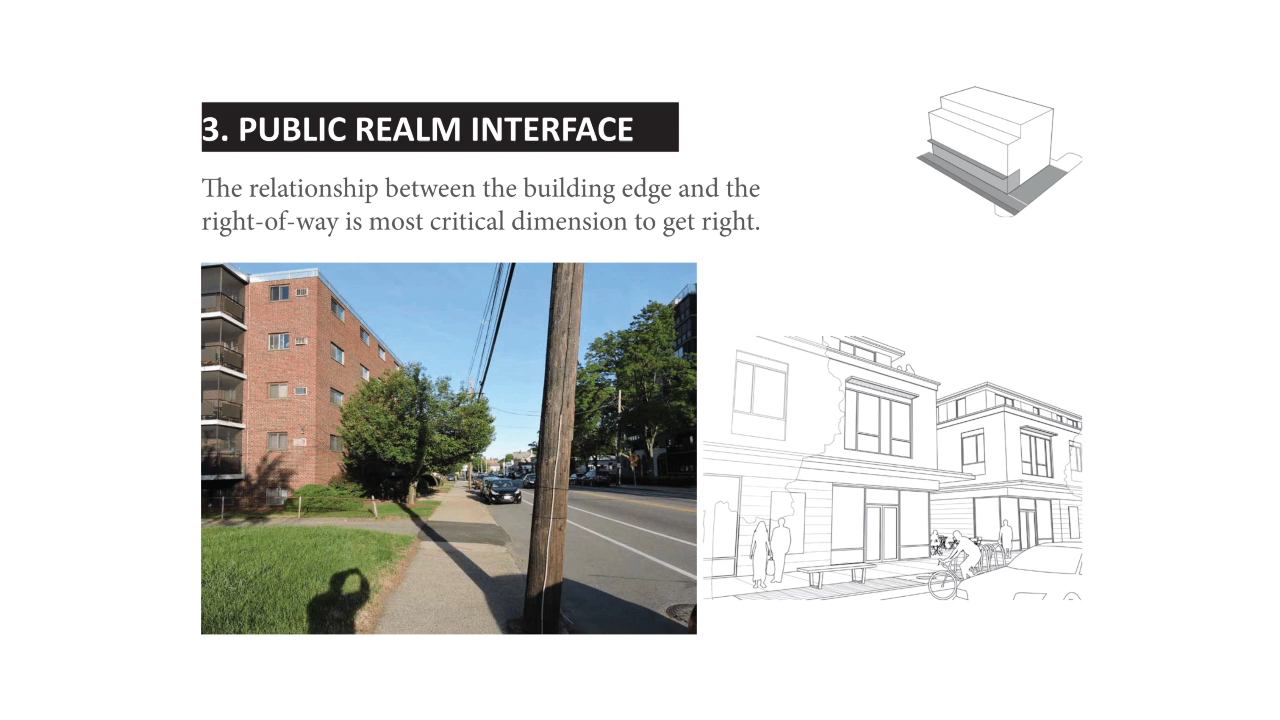 3. PUBLIC REALM INTERFACE
The relationship between the building edge and the
right-of-way is most critical dimension to get right.